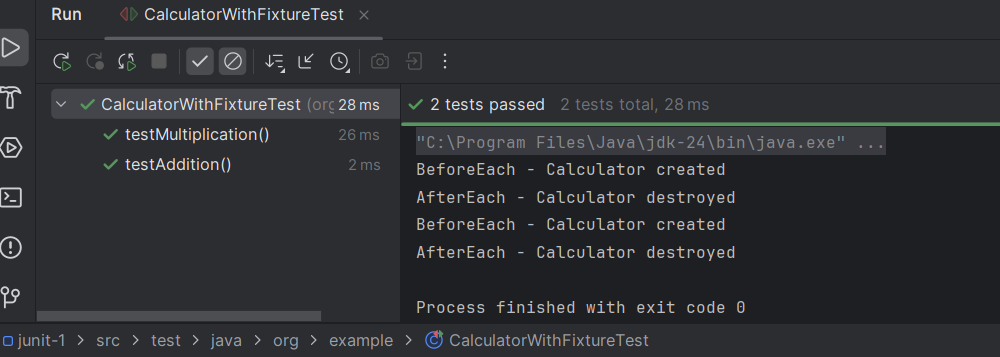 Run CalculatorWithFixtureTest
CalculatorWithFixtureTest (org 28 ms
testMultiplication() 26 ms
testAddition() 2 ms
2 tests passed 2 tests total, 28 ms
"C:\Program Files\Java\jdk-24\bin\java.exe" ...
BeforeEach - Calculator created
AfterEach - Calculator destroyed
BeforeEach - Calculator created
AfterEach - Calculator destroyed
Process finished with exit code 0
junit-1 > src > test > java > org > example > CalculatorWithFixtureTest